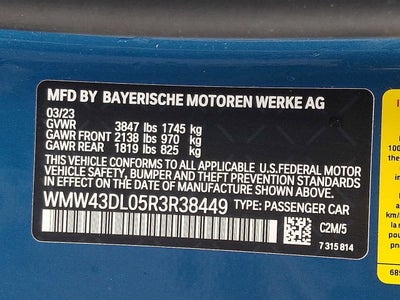 MFD BY BAYERISCHE MOTOREN WERKE AG
03/23
GVWR 3847 lbs 1745 kg
GAWR FRONT 2138 lbs 970 kg
GAWR REAR 1819 lbs 825 kg
THIS VEHICLE CONFORMS TO ALL APPLICABLE U.S.FEDERAL MOTOR
VEHICLE SAFETY, BUMPER AND THEFT PREVENTION STANDARDS IN
EFFECT ON THE DATE OF MANUFACTURE SHOWN ABOVE.
WMW43DL05R3R38449 TYPE: PASSENGER CAR
C2M/5
7 315 814
100